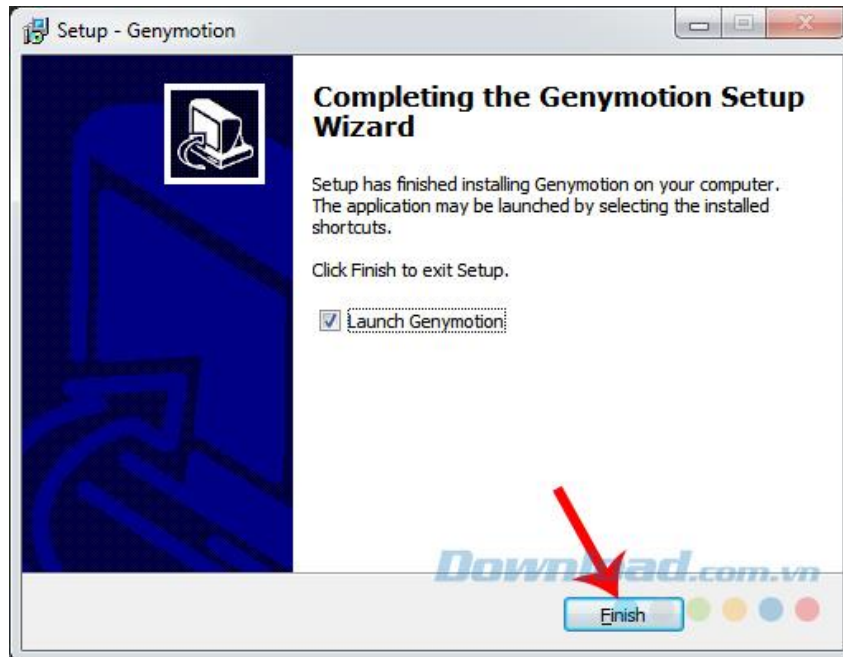 Setup - Genymotion
Completing the Genymotion Setup
Wizard
Setup has finished installing Genymotion on your computer.
The application may be launched by selecting the installed
shortcuts.
Click Finish to exit Setup.
Launch Genymotion
Download.com.vn
Finish